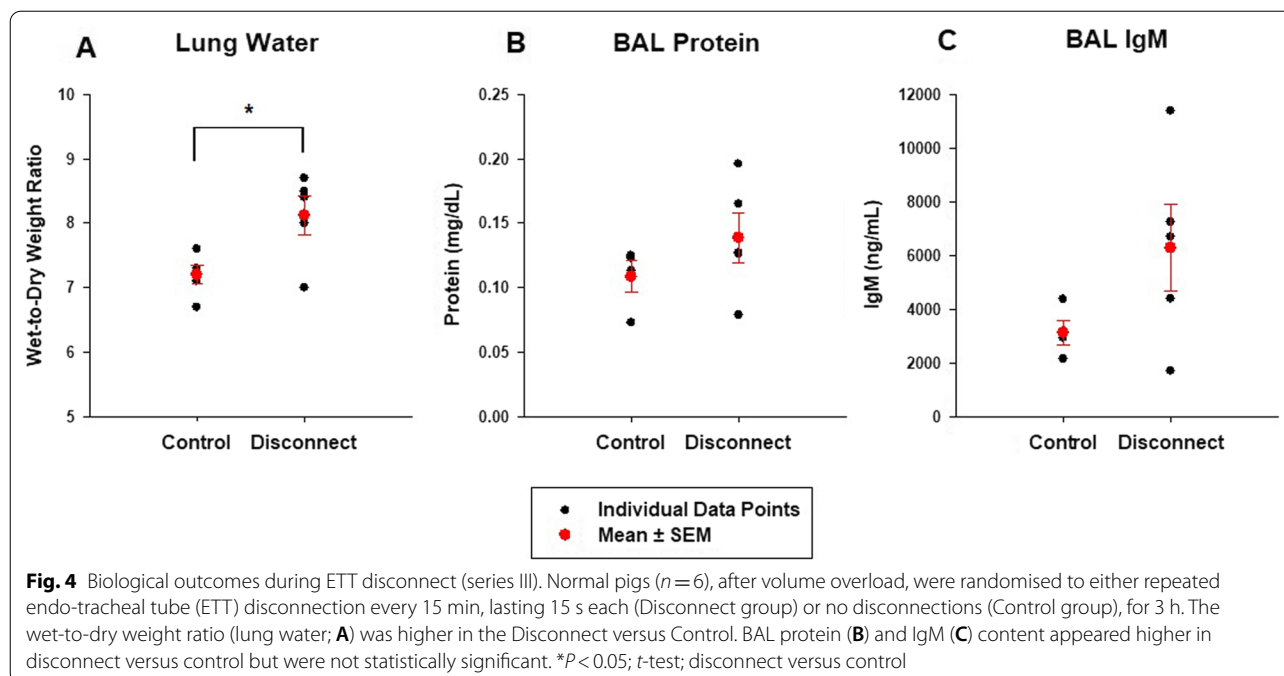 A Lung Water
B BAL Protein
C BAL IgM
10
9
8
7
6
5
Wet-to-Dry Weight Ratio
*
Control Disconnect
0.25
0.20
0.15
0.10
0.05
0.00
Protein (mg/dL)
Control Disconnect
12000
10000
8000
6000
4000
2000
0
IgM (ng/mL)
Control Disconnect
Individual Data Points
Mean ± SEM
Fig. 4 Biological outcomes during ETT disconnect (series III). Normal pigs (n = 6), after volume overload, were randomised to either repeated
endo-tracheal tube (ETT) disconnection every 15 min, lasting 15 s each (Disconnect group) or no disconnections (Control group), for 3 h. The
wet-to-dry weight ratio (lung water; A) was higher in the Disconnect versus Control. BAL protein (B) and IgM (C) content appeared higher in
disconnect versus control but were not statistically significant. *P < 0.05; t-test; disconnect versus control